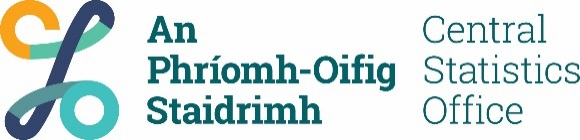 An
Phríomh-Oifig
Staidrimh
Central
Statistics
Office